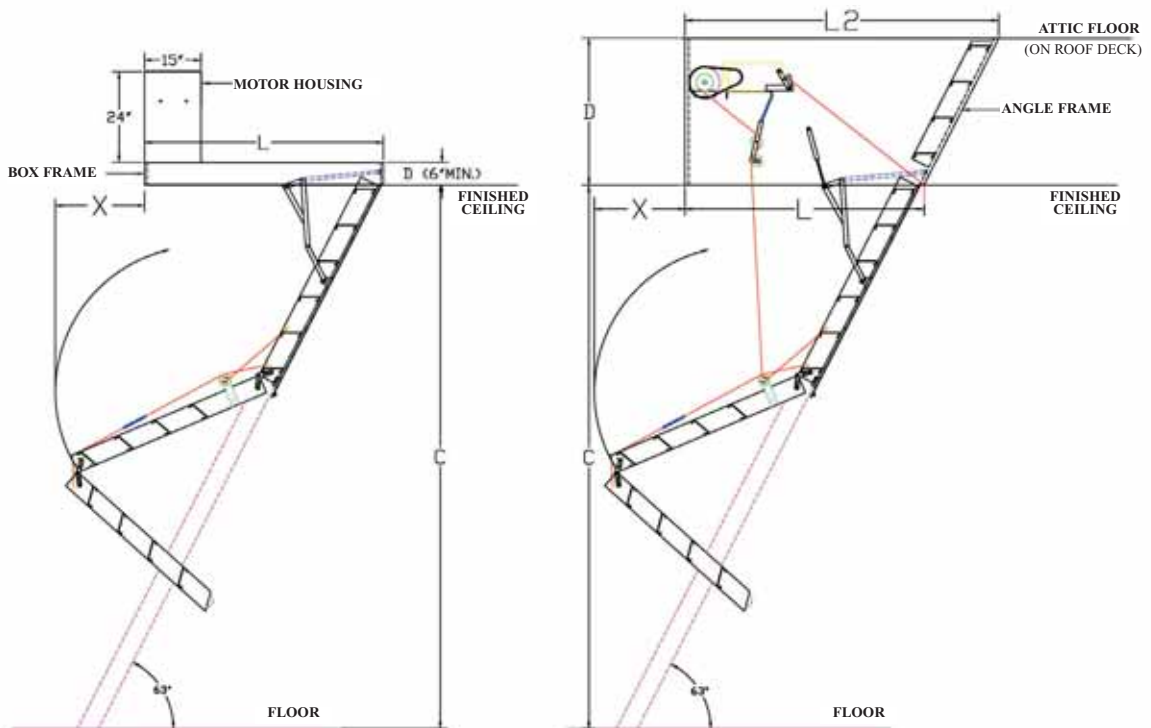 15"
MOTOR HOUSING
24"
L
BOX FRAME
D (6"MIN.)
X
FINISHED
CEILING
C
63°
FLOOR
L2
ATTIC FLOOR
(ON ROOF DECK)
D
ANGLE FRAME
X
L
FINISHED
CEILING
C
63°
FLOOR